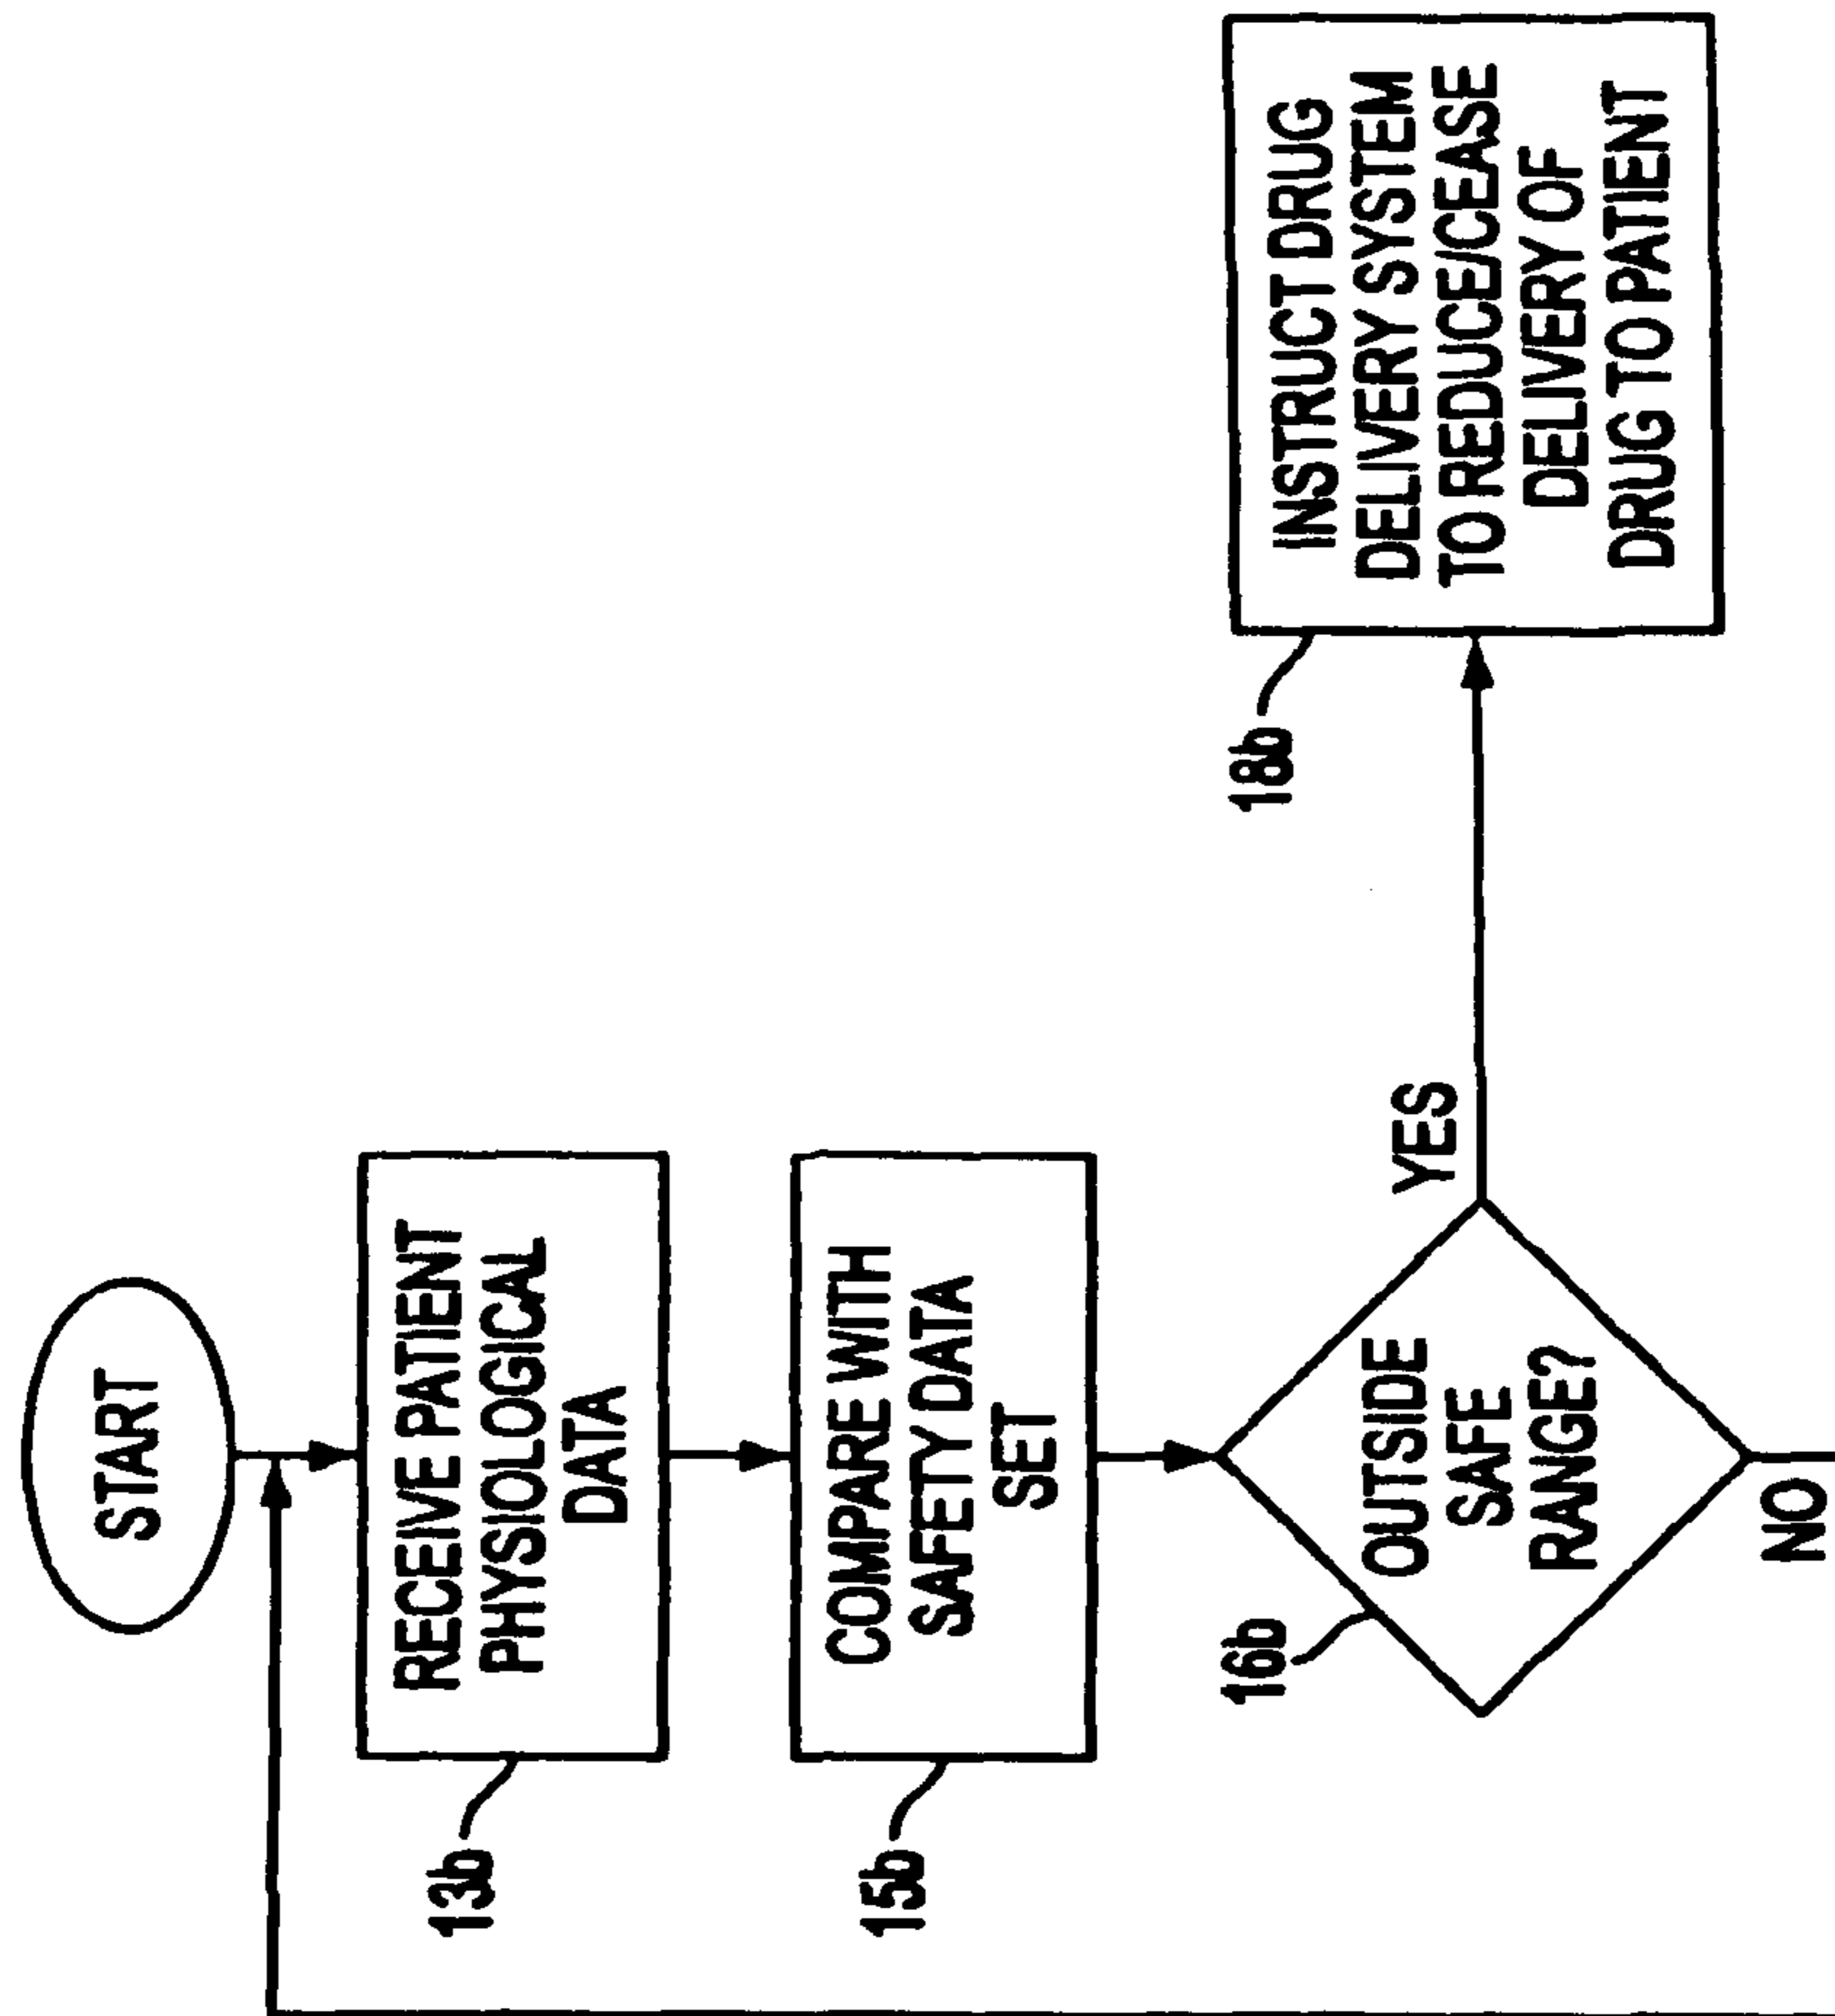 START
RECEIVE PATIENT
PHYSIOLOGICAL
DATA
13b
COMPARE WITH
SAFETY DATA
SET
15b
OUTSIDE
SAFE
RANGE?
16b
YES
NO
INSTRUCT DRUG
DELIVERY SYSTEM
TO REDUCE/CEASE
DELIVERY OF
DRUG TO PATIENT
18b